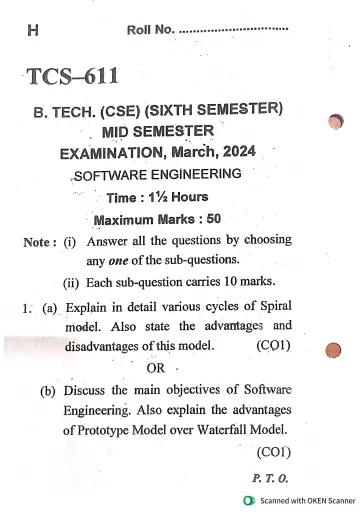 H
Roll No. ..............................
TCS–611
B. TECH. (CSE) (SIXTH SEMESTER)
MID SEMESTER
EXAMINATION, March, 2024
SOFTWARE ENGINEERING
Time : 1½ Hours
Maximum Marks : 50
Note : (i) Answer all the questions by choosing
any one of the sub-questions.
(ii) Each sub-question carries 10 marks.
1. (a) Explain in detail various cycles of Spiral
model. Also state the advantages and
disadvantages of this model. (CO1)
OR
(b) Discuss the main objectives of Software
Engineering. Also explain the advantages
of Prototype Model over Waterfall Model.
(CO1)
P. T. O.
Scanned with OKEN Scanner